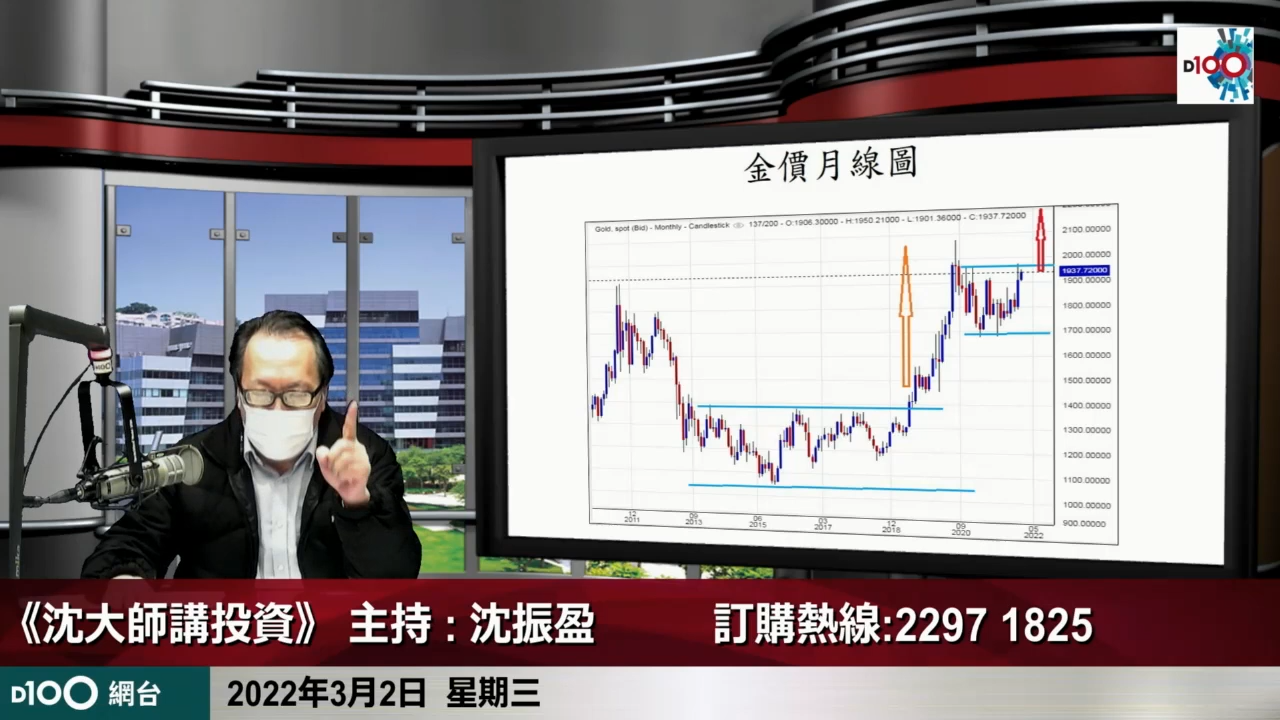 D100
金價月線圖
Gold, spot (Bid) - Monthly - Candlestick 137/200 - O:1906.30000 - H:1950.21000 - L:1901.36000 - C:1937.72000
2100.00000
2000.00000
1937.72000
1900.00000
1800.00000
1700.00000
1600.00000
1500.00000
1400.00000
1300.00000
1200.00000
1100.00000
1000.00000
900.00000
12 09 06 03 12 09 05
2011 2013 2015 2017 2018 2020 2022
《沈大師講投資》 主持 : 沈振盈 訂購熱線:2297 1825
D100 網台 2022年3月2日 星期三